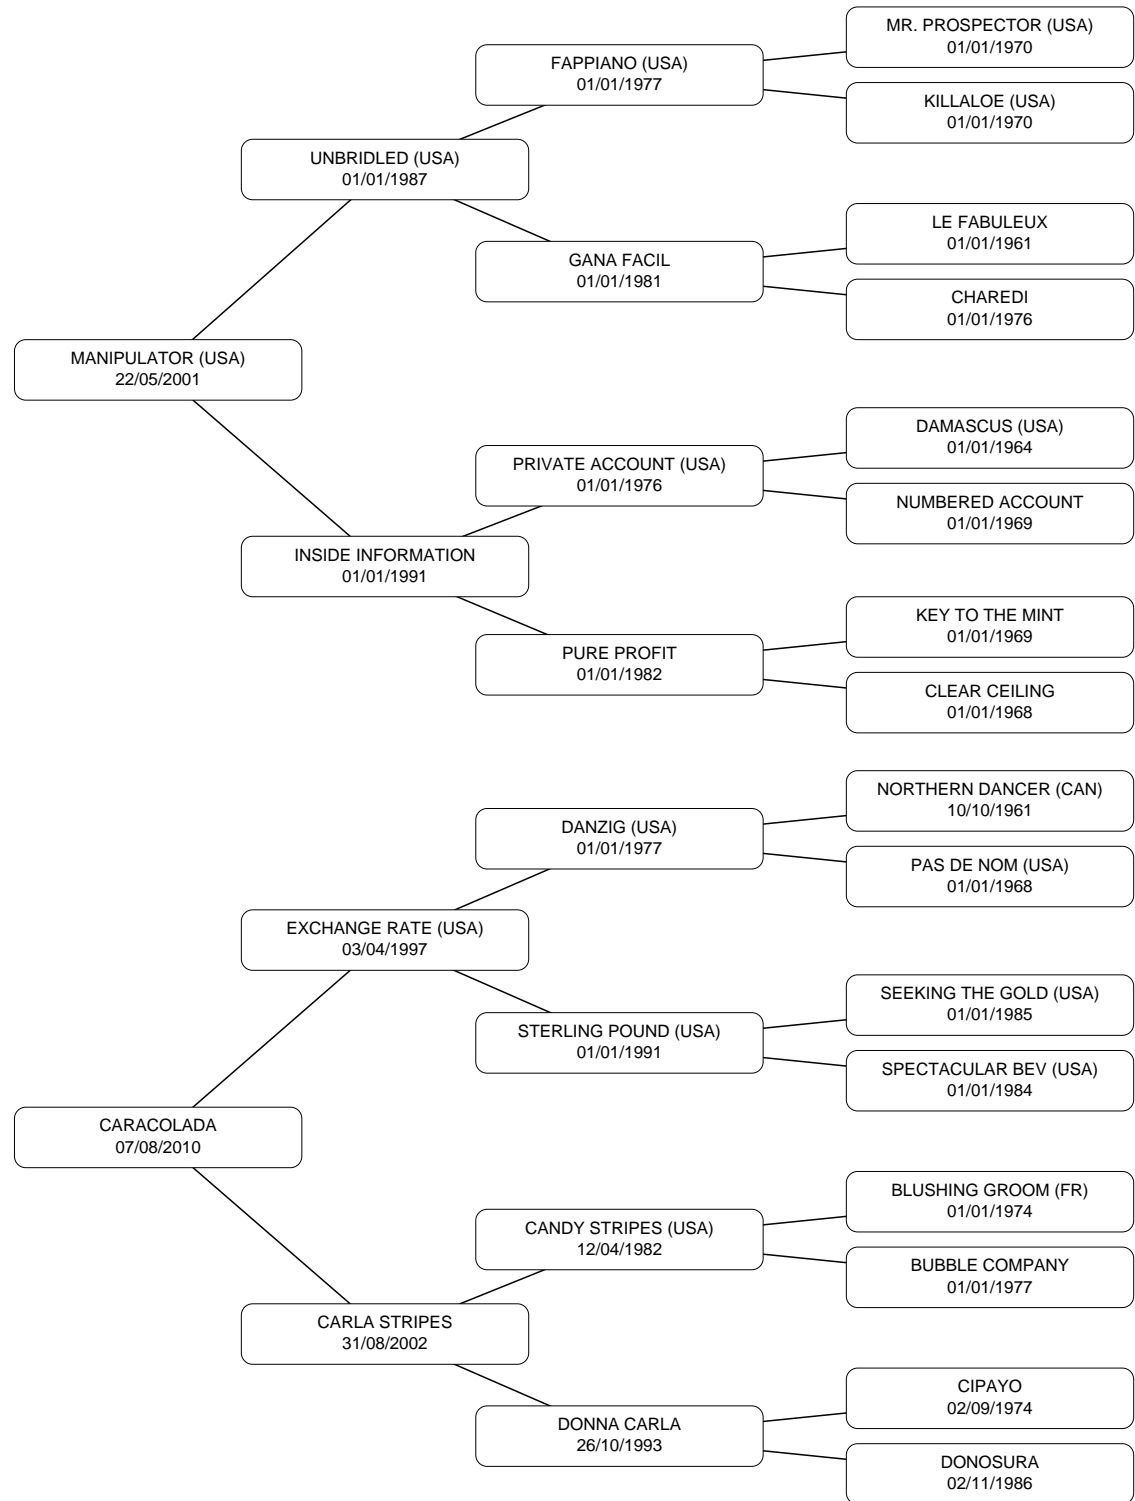 MR. PROSPECTOR (USA)
01/01/1970
FAPPIANO (USA)
01/01/1977
KILLALOE (USA)
01/01/1970
UNBRIDLED (USA)
01/01/1987
LE FABULEUX
01/01/1961
GANA FACIL
01/01/1981
CHAREDI
01/01/1976
MANIPULATOR (USA)
22/05/2001
DAMASCUS (USA)
01/01/1964
PRIVATE ACCOUNT (USA)
01/01/1976
NUMBERED ACCOUNT
01/01/1969
INSIDE INFORMATION
01/01/1991
KEY TO THE MINT
01/01/1969
PURE PROFIT
01/01/1982
CLEAR CEILING
01/01/1968
NORTHERN DANCER (CAN)
10/10/1961
DANZIG (USA)
01/01/1977
PAS DE NOM (USA)
01/01/1968
EXCHANGE RATE (USA)
03/04/1997
SEEKING THE GOLD (USA)
01/01/1985
STERLING POUND (USA)
01/01/1991
SPECTACULAR BEV (USA)
01/01/1984
CARACOLADA
07/08/2010
BLUSHING GROOM (FR)
01/01/1974
CANDY STRIPES (USA)
12/04/1982
BUBBLE COMPANY
01/01/1977
CARLA STRIPES
31/08/2002
CIPAYO
02/09/1974
DONNA CARLA
26/10/1993
DONOSURA
02/11/1986